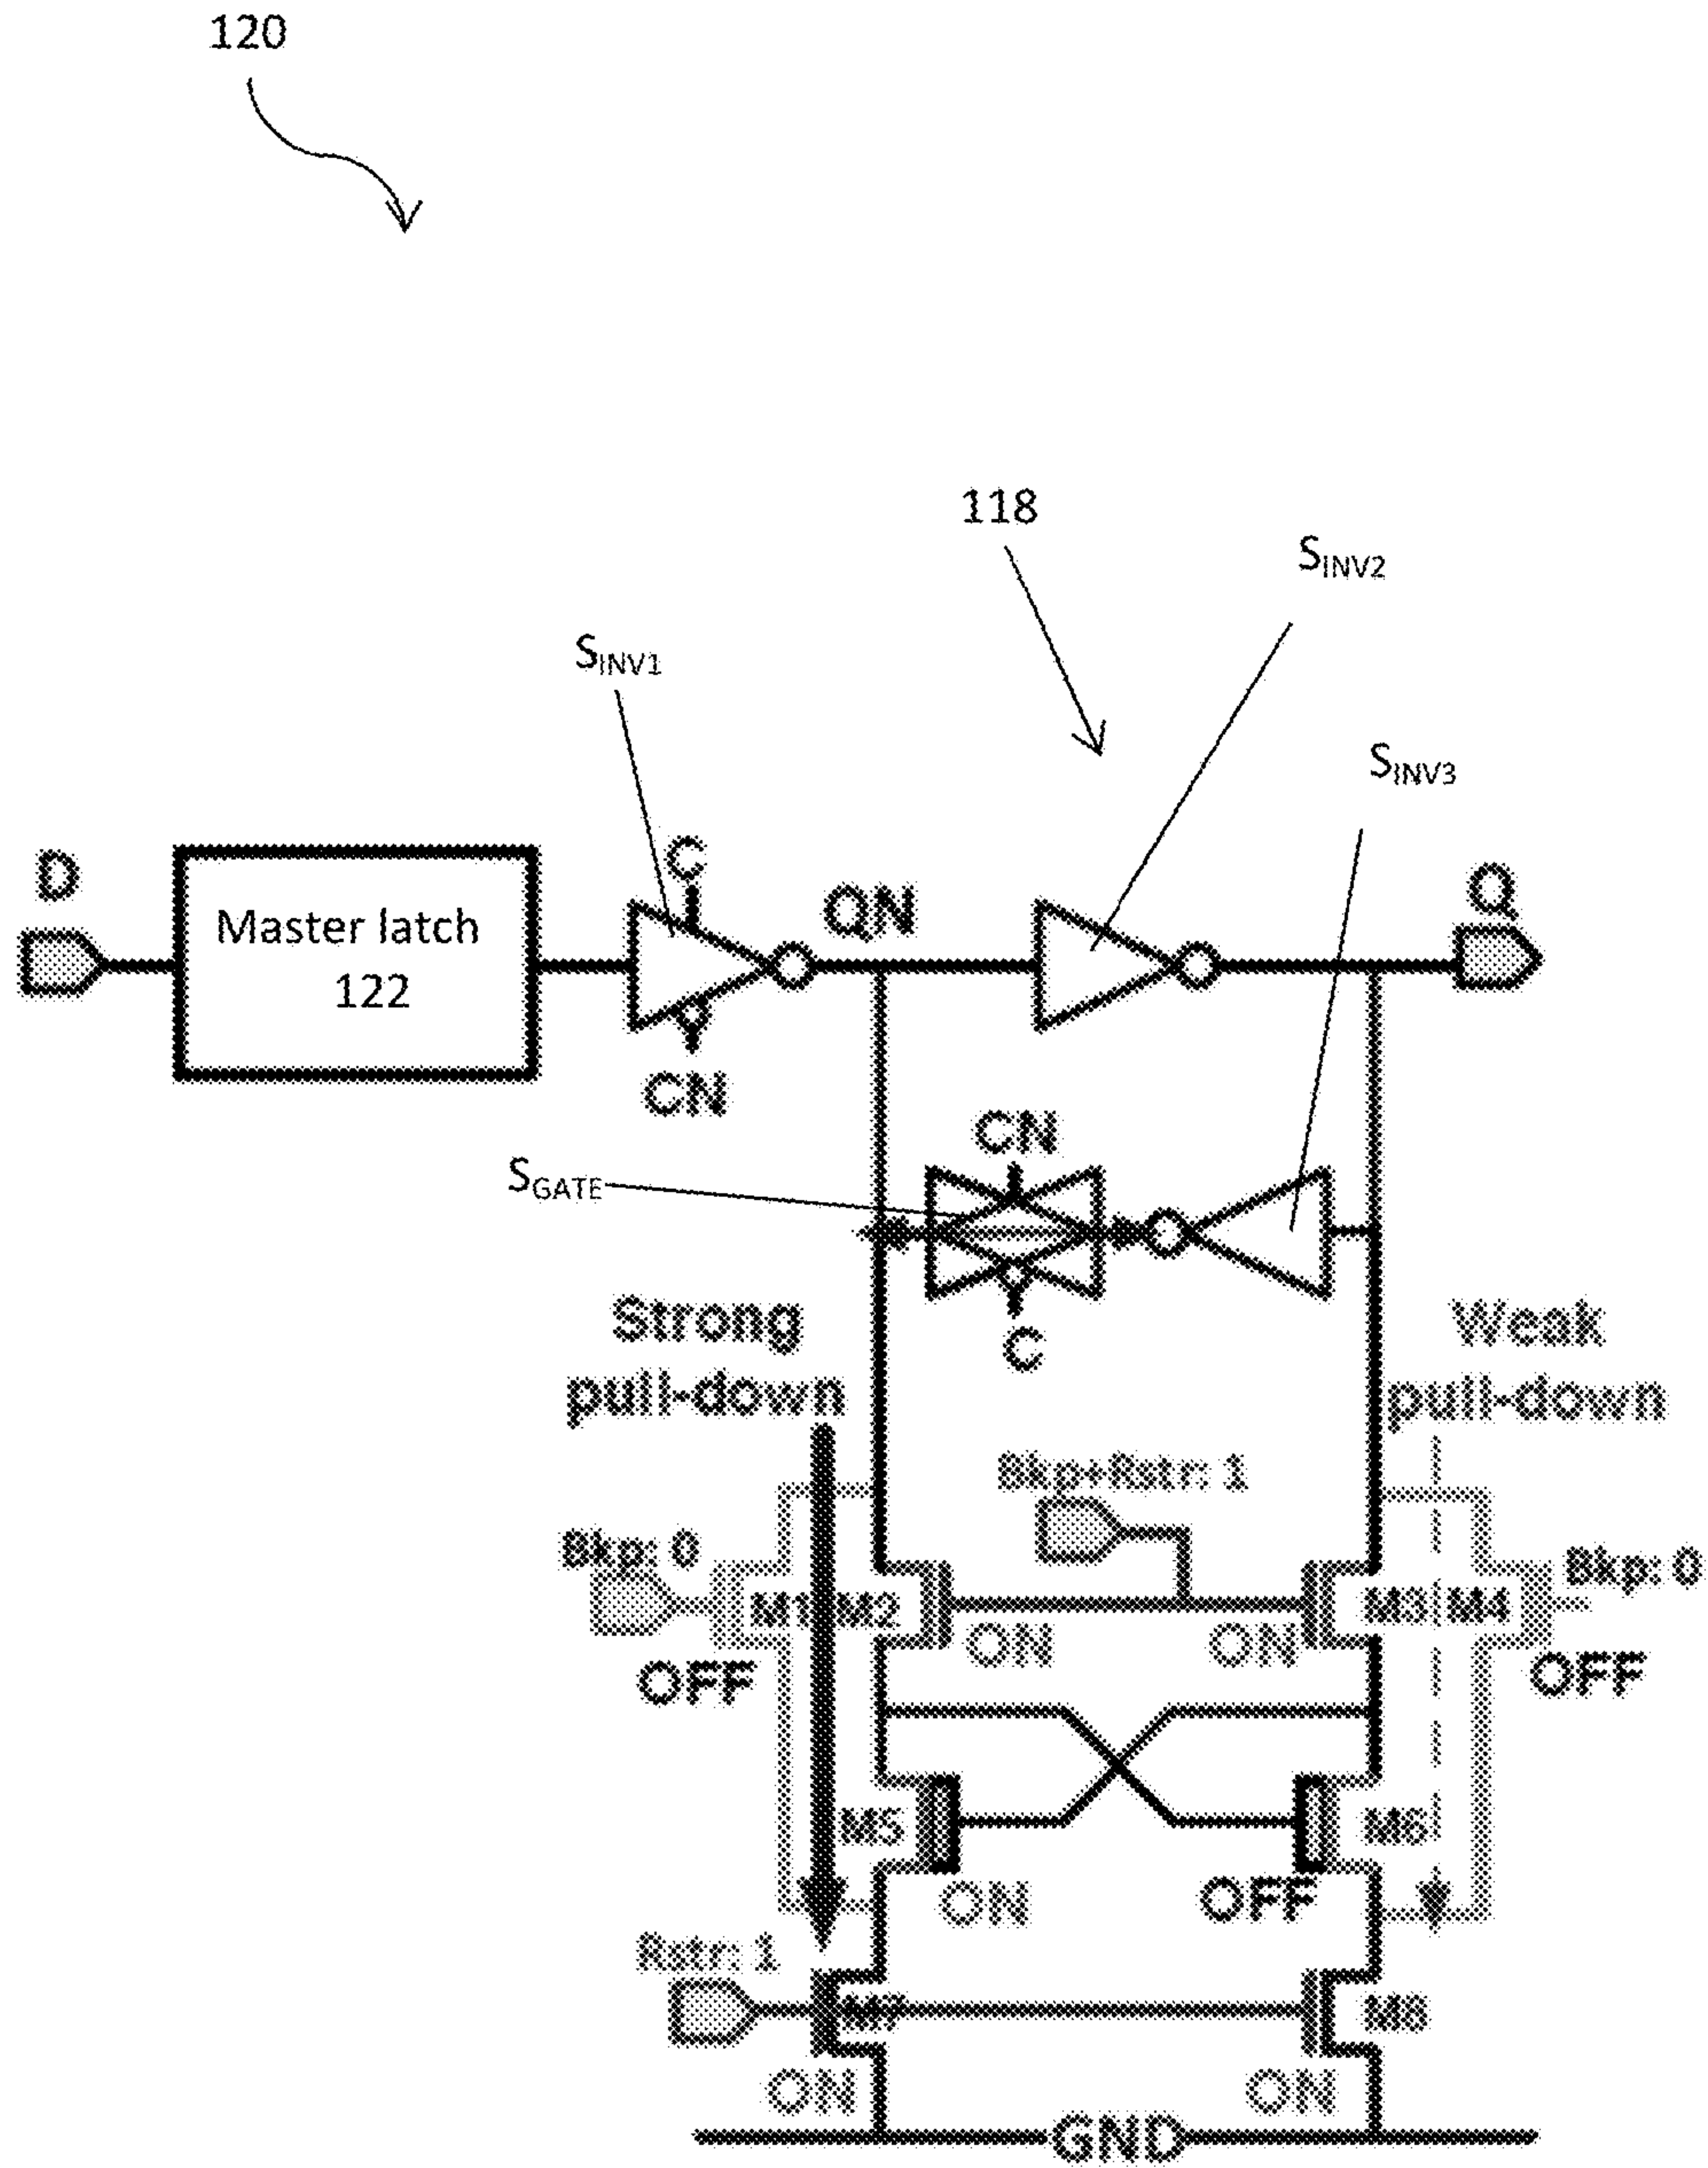 120
118
SINV2
SINV1
SINV3
D
C
QN
Q
Master latch
122
CN
CN
SGATE
C
Strong
pull-down
Weak
pull-down
Bkp+Rstr: 1
Bkp: 0
Bkp: 0
M1
M2
M3
M4
ON
ON
OFF
OFF
M5
M6
ON
OFF
Rstr: 1
M7
M8
ON
ON
GND